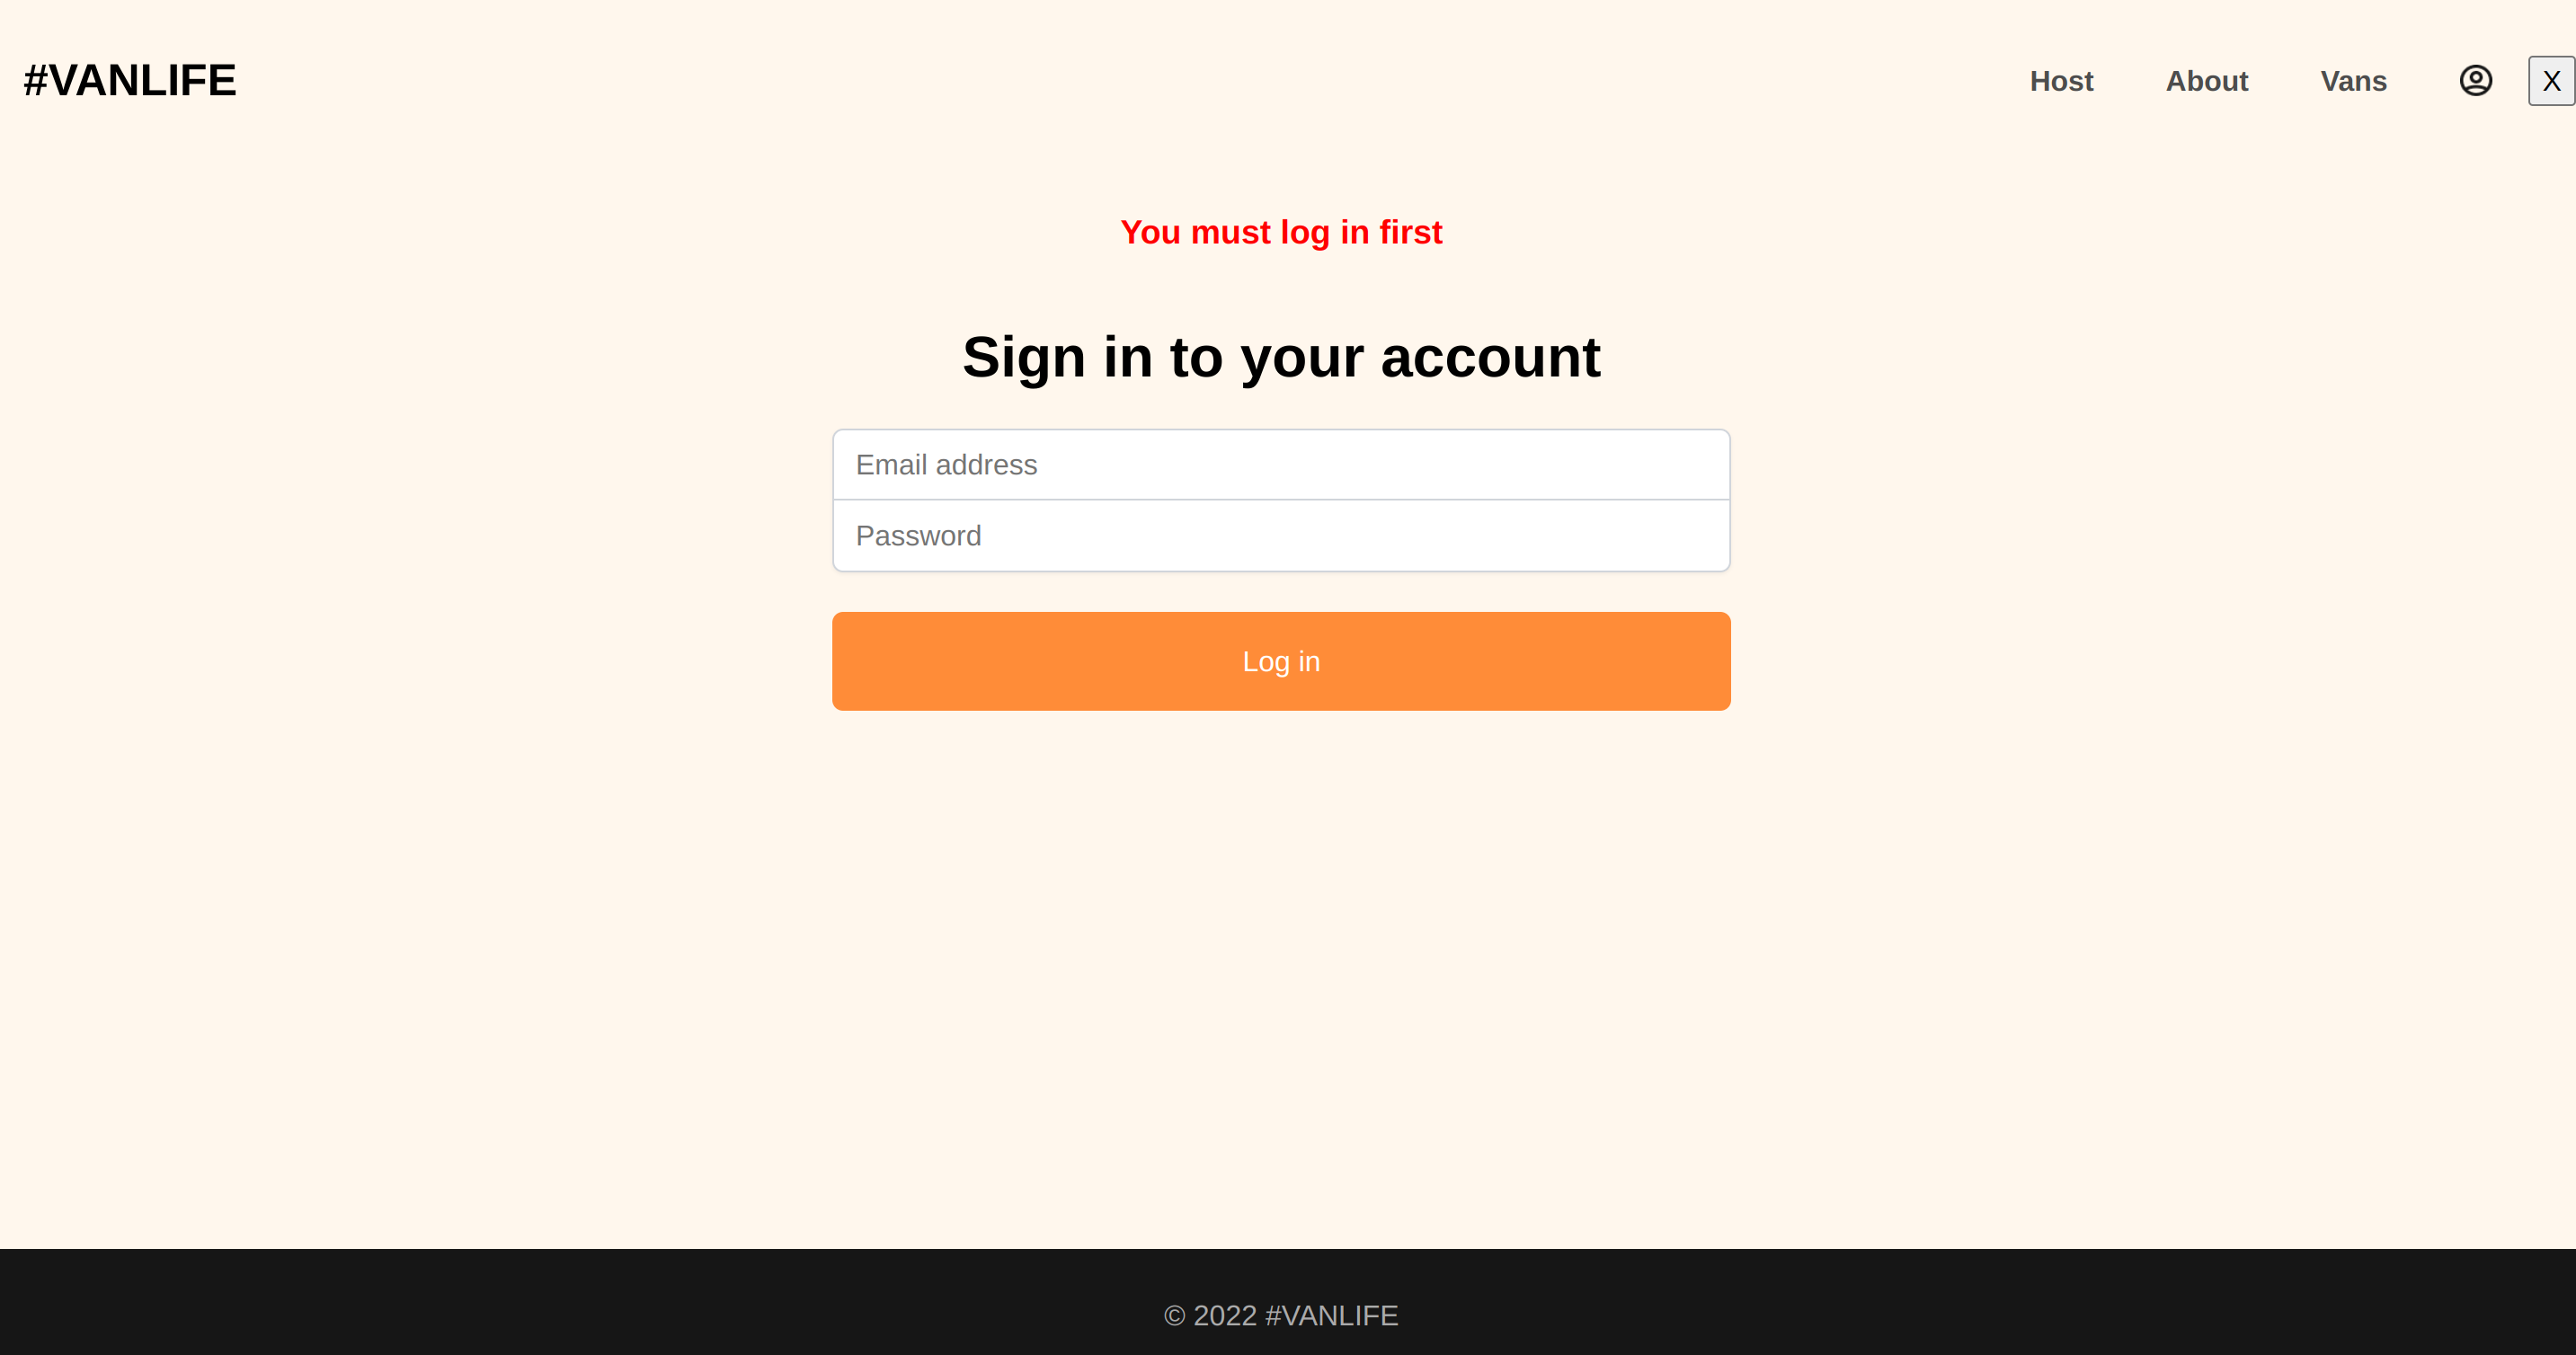 #VANLIFE
Host About Vans X
You must log in first
Sign in to your account
Email address
Password
Log in
© 2022 #VANLIFE